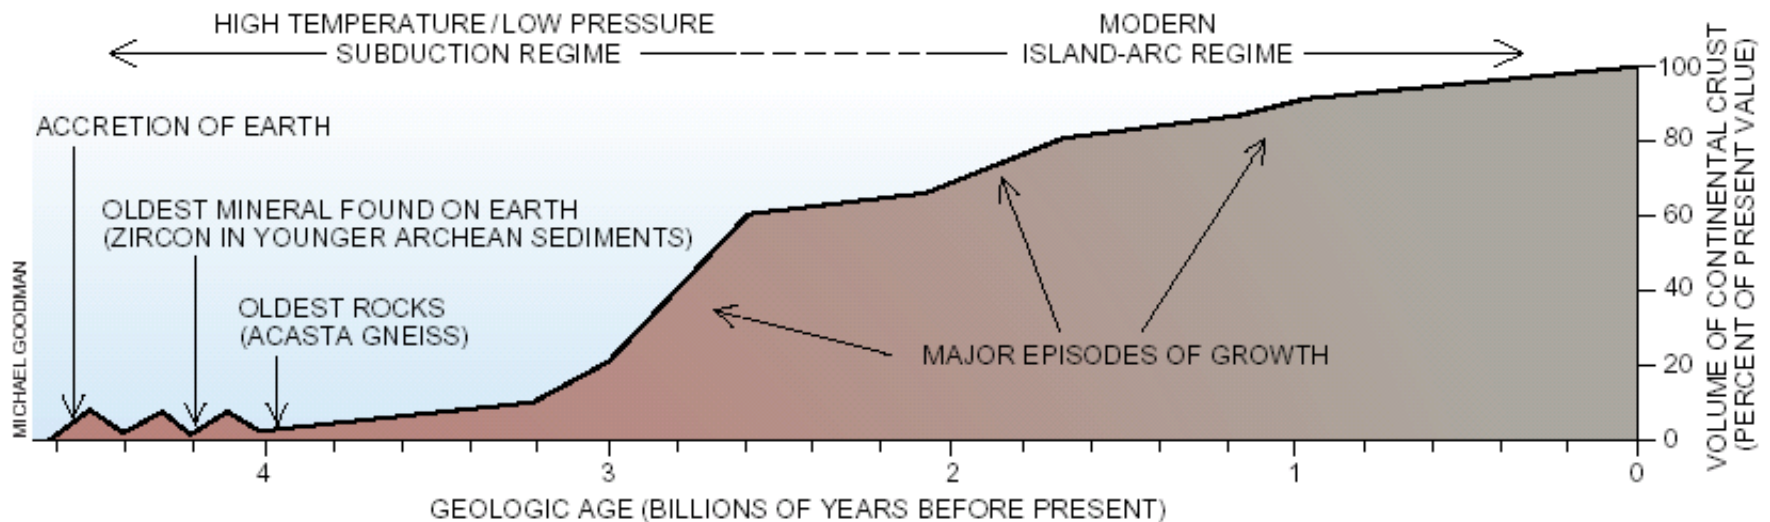 HIGH TEMPERATURE/LOW PRESSURE
SUBDUCTION REGIME
MODERN
ISLAND-ARC REGIME
ACCRETION OF EARTH
OLDEST MINERAL FOUND ON EARTH
(ZIRCON IN YOUNGER ARCHEAN SEDIMENTS)
OLDEST ROCKS
(ACASTA GNEISS)
MAJOR EPISODES OF GROWTH
MICHAEL GOODMAN
100
80
60
40
20
0
VOLUME OF CONTINENTAL CRUST
(PERCENT OF PRESENT VALUE)
4 3 2 1 0
GEOLOGIC AGE (BILLIONS OF YEARS BEFORE PRESENT)